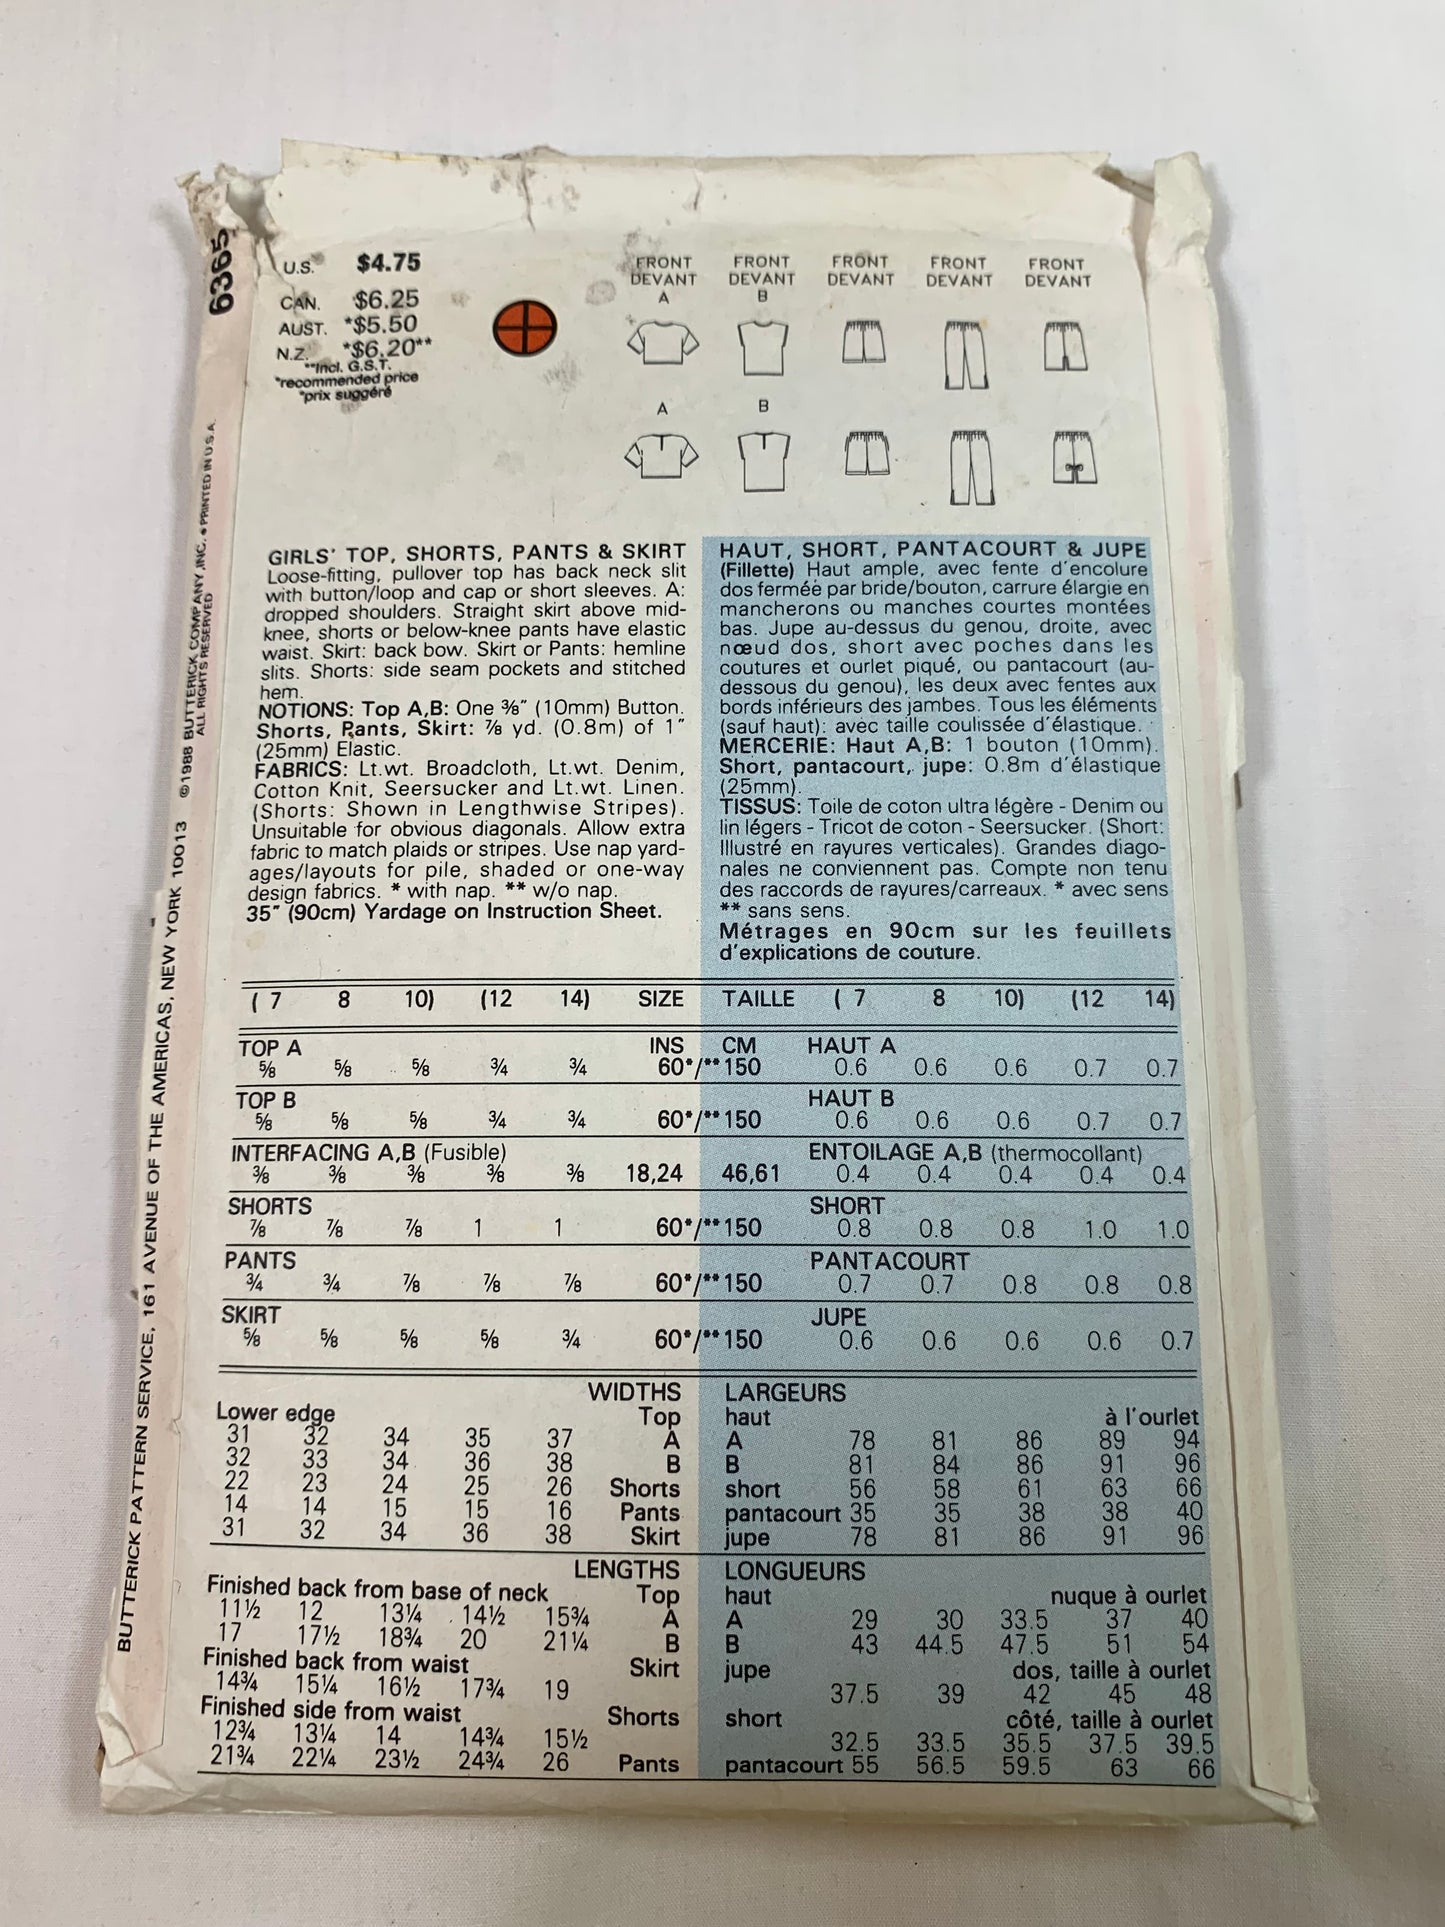 6365
U.S. $4.75
CAN. $6.25
AUST. *$5.50
N.Z. *$6.20**
**Incl. G.S.T.
*recommended price
*prix suggéré
FRONT FRONT FRONT FRONT FRONT
DEVANT DEVANT DEVANT DEVANT DEVANT
A B
A B
GIRLS' TOP, SHORTS, PANTS & SKIRT
Loose-fitting, pullover top has back neck slit
with button/loop and cap or short sleeves. A:
dropped shoulders. Straight skirt above mid-
knee, shorts or below-knee pants have elastic
waist. Skirt: back bow. Skirt or Pants: hemline
slits. Shorts: side seam pockets and stitched
hem.
NOTIONS: Top A,B: One ⅜" (10mm) Button.
Shorts, Pants, Skirt: ⅞ yd. (0.8m) of 1"
(25mm) Elastic.
FABRICS: Lt.wt. Broadcloth, Lt.wt. Denim,
Cotton Knit, Seersucker and Lt.wt. Linen.
(Shorts: Shown in Lengthwise Stripes).
Unsuitable for obvious diagonals. Allow extra
fabric to match plaids or stripes. Use nap yard-
ages/layouts for pile, shaded or one-way
design fabrics. * with nap. ** w/o nap.
35" (90cm) Yardage on Instruction Sheet.
HAUT, SHORT, PANTACOURT & JUPE
(Fillette) Haut ample, avec fente d'encolure
dos fermée par bride/bouton, carrure élargie en
mancherons ou manches courtes montées
bas. Jupe au-dessus du genou, droite, avec
nœud dos, short avec poches dans les
coutures et ourlet piqué, ou pantacourt (au-
dessous du genou), les deux avec fentes aux
bords inférieurs des jambes. Tous les éléments
(sauf haut): avec taille coulissée d'élastique.
MERCERIE: Haut A,B: 1 bouton (10mm).
Short, pantacourt, jupe: 0.8m d'élastique
(25mm).
TISSUS: Toile de coton ultra légère - Denim ou
lin légers - Tricot de coton - Seersucker. (Short:
Illustré en rayures verticales). Grandes diago-
nales ne conviennent pas. Compte non tenu
des raccords de rayures/carreaux. * avec sens
** sans sens.
Métrages en 90cm sur les feuillets
d'explications de couture.
( 7 8 10) (12 14) SIZE TAILLE ( 7 8 10) (12 14)
TOP A INS CM HAUT A
⅝ ⅝ ⅝ ¾ ¾ 60*/**150 0.6 0.6 0.6 0.7 0.7
TOP B HAUT B
⅝ ⅝ ⅝ ¾ ¾ 60*/**150 0.6 0.6 0.6 0.7 0.7
INTERFACING A,B (Fusible) ENTOILAGE A,B (thermocollant)
⅜ ⅜ ⅜ ⅜ ⅜ 18,24 46,61 0.4 0.4 0.4 0.4 0.4
SHORTS SHORT
⅞ ⅞ ⅞ 1 1 60*/**150 0.8 0.8 0.8 1.0 1.0
PANTS PANTACOURT
¾ ¾ ⅞ ⅞ ⅞ 60*/**150 0.7 0.7 0.8 0.8 0.8
SKIRT JUPE
⅝ ⅝ ⅝ ⅝ ¾ 60*/**150 0.6 0.6 0.6 0.6 0.7
WIDTHS LARGEURS
Lower edge Top haut à l'ourlet
31 32 34 35 37 A A 78 81 86 89 94
32 33 34 36 38 B B 81 84 86 91 96
22 23 24 25 26 Shorts short 56 58 61 63 66
14 14 15 15 16 Pants pantacourt 35 35 38 38 40
31 32 34 36 38 Skirt jupe 78 81 86 91 96
LENGTHS LONGUEURS
Finished back from base of neck Top haut nuque à ourlet
11½ 12 13¼ 14½ 15¾ A A 29 30 33.5 37 40
17 17½ 18¾ 20 21¼ B B 43 44.5 47.5 51 54
Finished back from waist Skirt jupe dos, taille à ourlet
14¾ 15¼ 16½ 17¾ 19 37.5 39 42 45 48
Finished side from waist Shorts short côté, taille à ourlet
12¾ 13¼ 14 14¾ 15½ 32.5 33.5 35.5 37.5 39.5
21¾ 22¼ 23½ 24¾ 26 Pants pantacourt 55 56.5 59.5 63 66
BUTTERICK PATTERN SERVICE, 161 AVENUE OF THE AMERICAS, NEW YORK 10013 ©1988 BUTTERICK COMPANY, INC. • PRINTED IN U.S.A.
ALL RIGHTS RESERVED